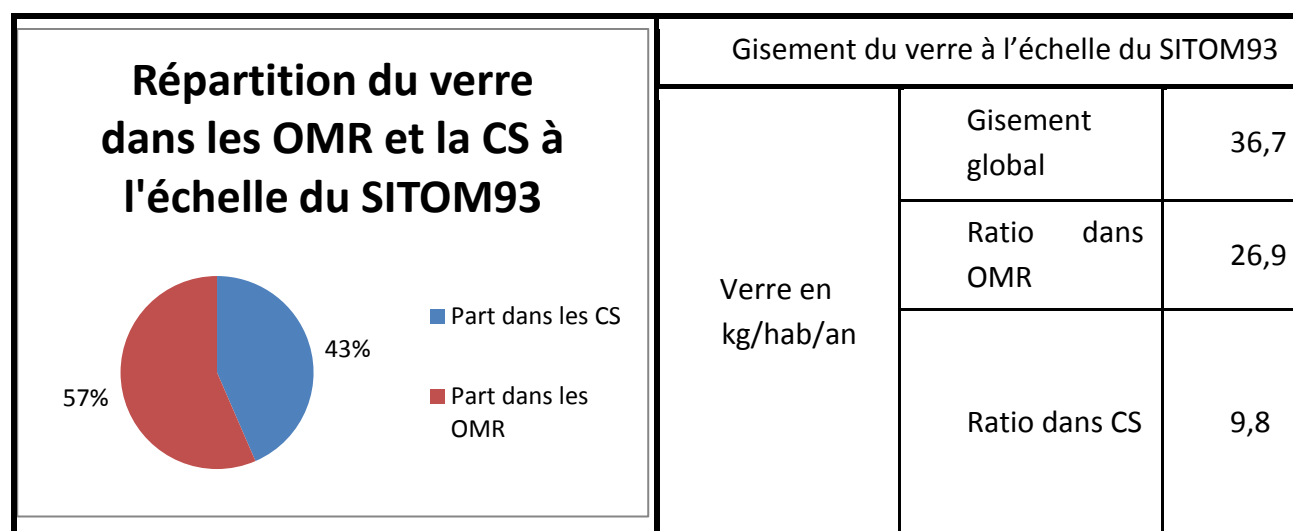 Répartition du verre
dans les OMR et la CS à
l'échelle du SITOM93
43%
57%
Part dans les CS
Part dans les
OMR
Gisement du verre à l’échelle du SITOM93
Verre en
kg/hab/an
Gisement
global
36,7
Ratio dans
OMR
26,9
Ratio dans CS
9,8